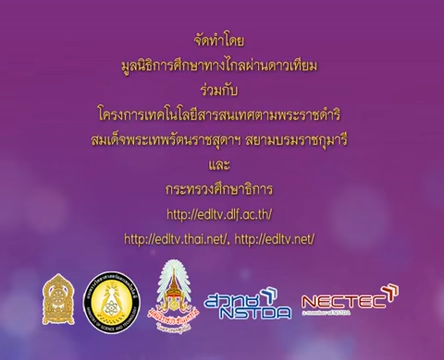 จัดทำโดย
มูลนิธิการศึกษาทางไกลผ่านดาวเทียม
ร่วมกับ
โครงการเทคโนโลยีสารสนเทศตามพระราชดำริ
สมเด็จพระเทพรัตนราชสุดาฯ สยามบรมราชกุมารี
และ
กระทรวงศึกษาธิการ
http://edltv.dlf.ac.th/
http://edltv.thai.net/, http://edltv.net/
สวทช
NSTDA
NECTEC
a member of NSTDA